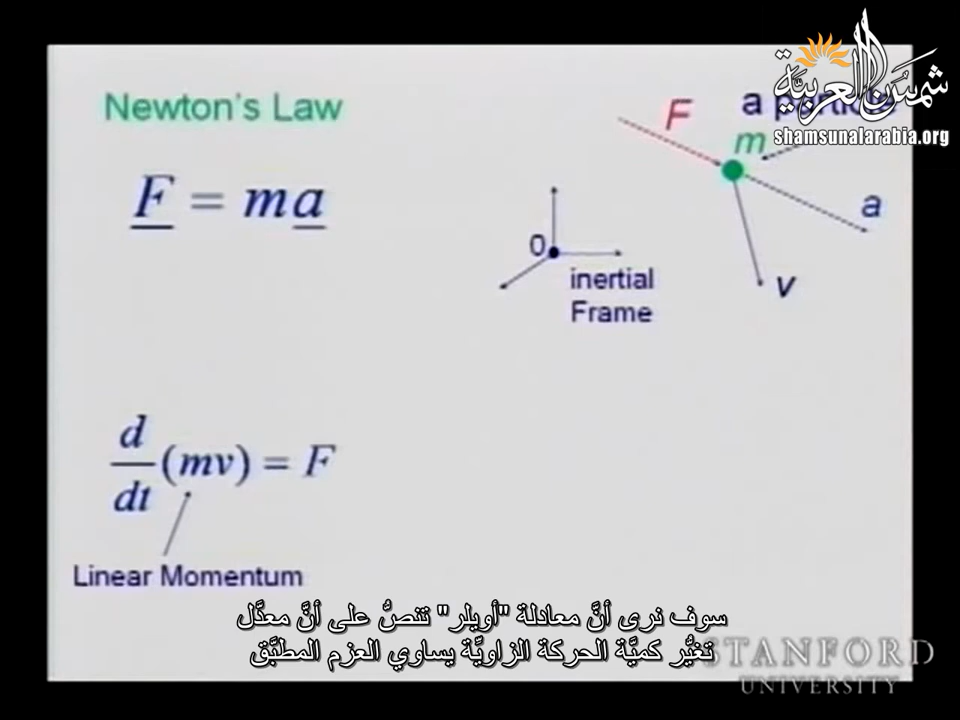 شمس العربية
shamsunalarabia.org
Newton's Law
F = ma
F
a
m
a
v
0
inertial
Frame
d/dt (mv) = F
Linear Momentum
سوف نرى أنَّ معادلة "أويلر" تنصُّ على أنَّ معدَّل
تغيُّر كميَّة الحركة الزاويَّة يساوي العزم المطبَّق
STANFORD
UNIVERSITY